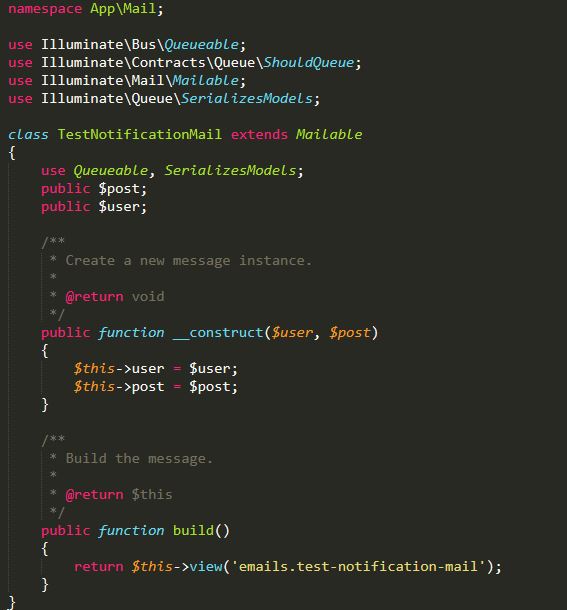 namespace App\Mail;
use Illuminate\Bus\Queueable;
use Illuminate\Contracts\Queue\ShouldQueue;
use Illuminate\Mail\Mailable;
use Illuminate\Queue\SerializesModels;
class TestNotificationMail extends Mailable
{
use Queueable, SerializesModels;
public $post;
public $user;
/**
* Create a new message instance.
*
* @return void
*/
public function __construct($user, $post)
{
$this->user = $user;
$this->post = $post;
}
/**
* Build the message.
*
* @return $this
*/
public function build()
{
return $this->view('emails.test-notification-mail');
}
}